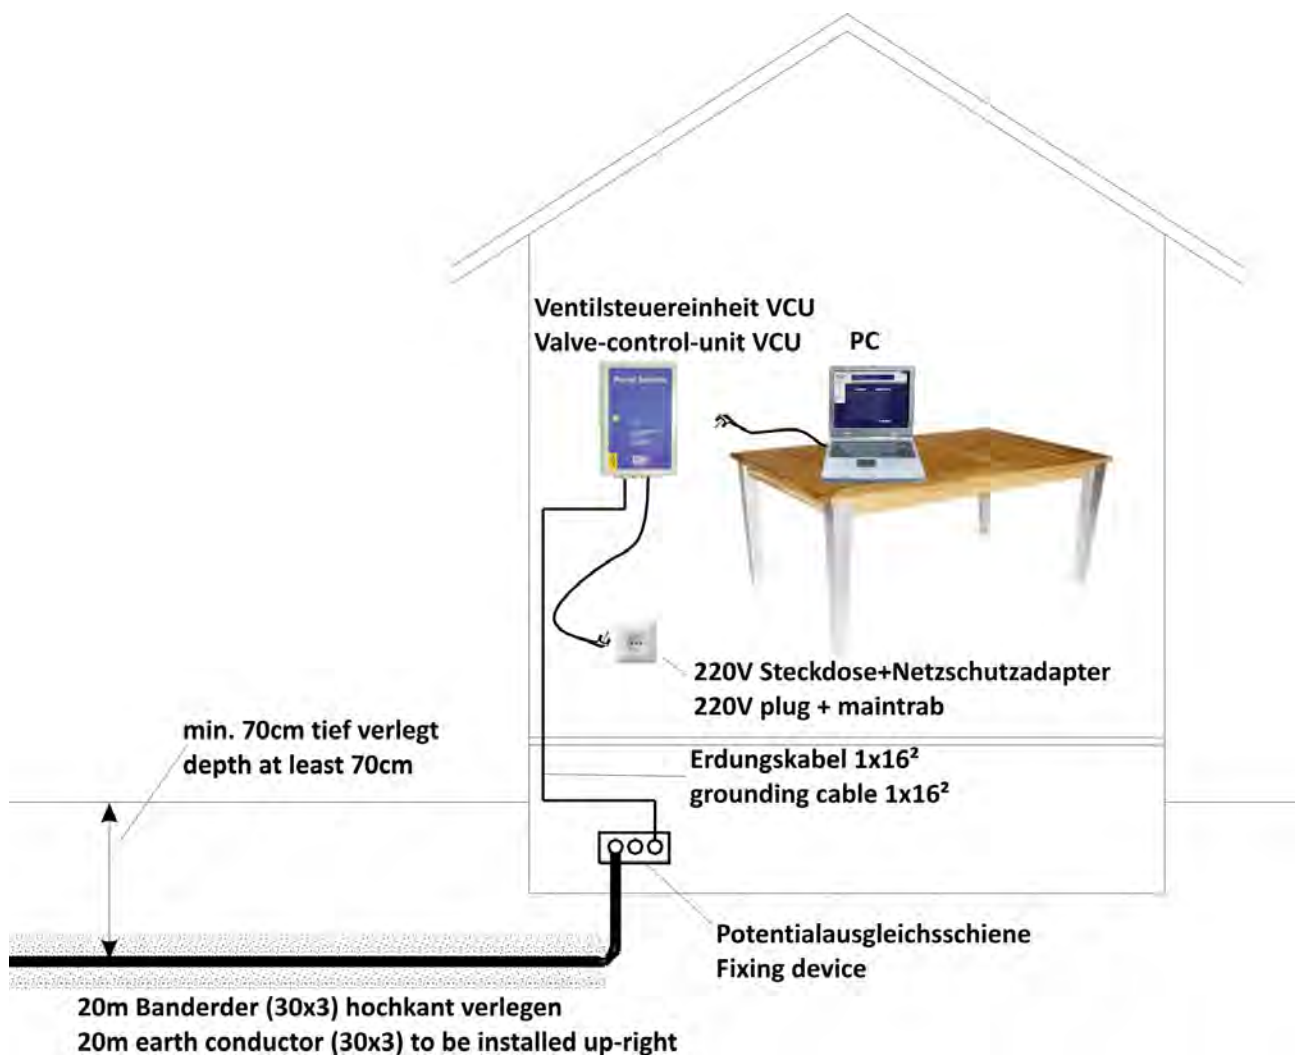 Ventilsteuereinheit VCU
Valve-control-unit VCU
PC
220V Steckdose+Netzschutzadapter
220V plug + maintrab
min. 70cm tief verlegt
depth at least 70cm
Erdungskabel 1x16²
grounding cable 1x16²
Potentialausgleichsschiene
Fixing device
20m Banderder (30x3) hochkant verlegen
20m earth conductor (30x3) to be installed up-right